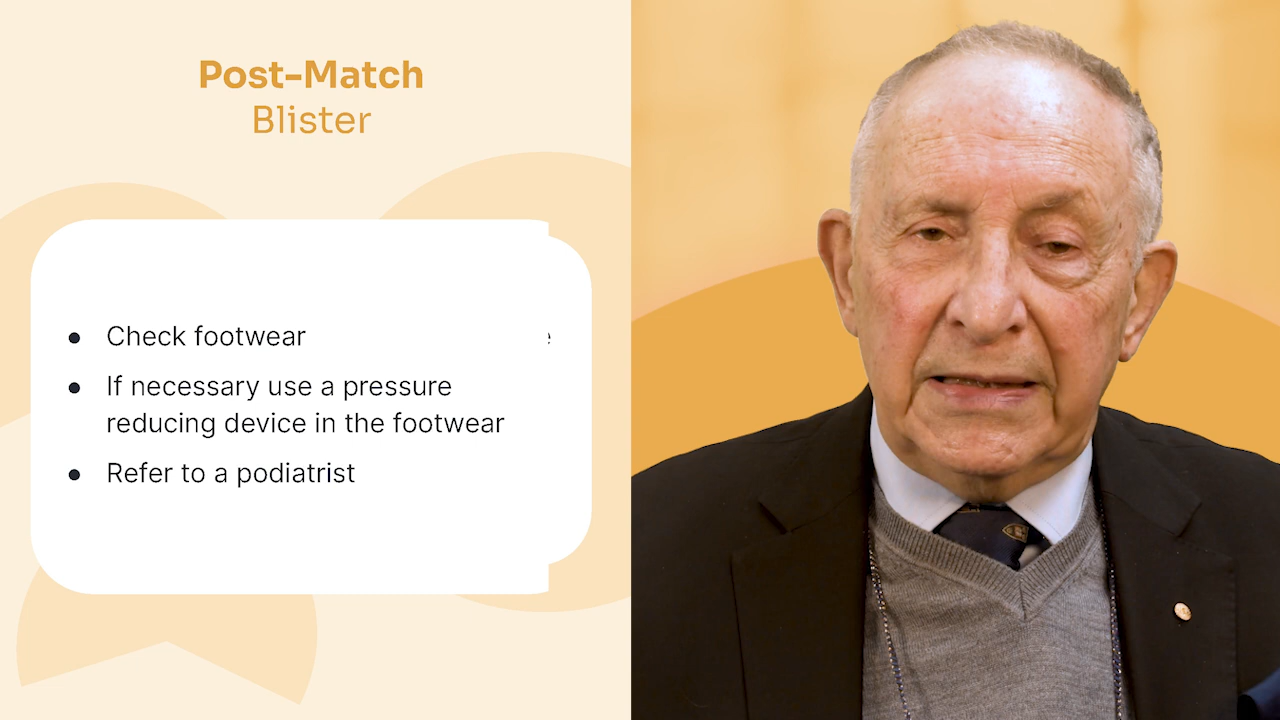 Post-Match
Blister
• Check footwear
• If necessary use a pressure
reducing device in the footwear
• Refer to a podiatrist